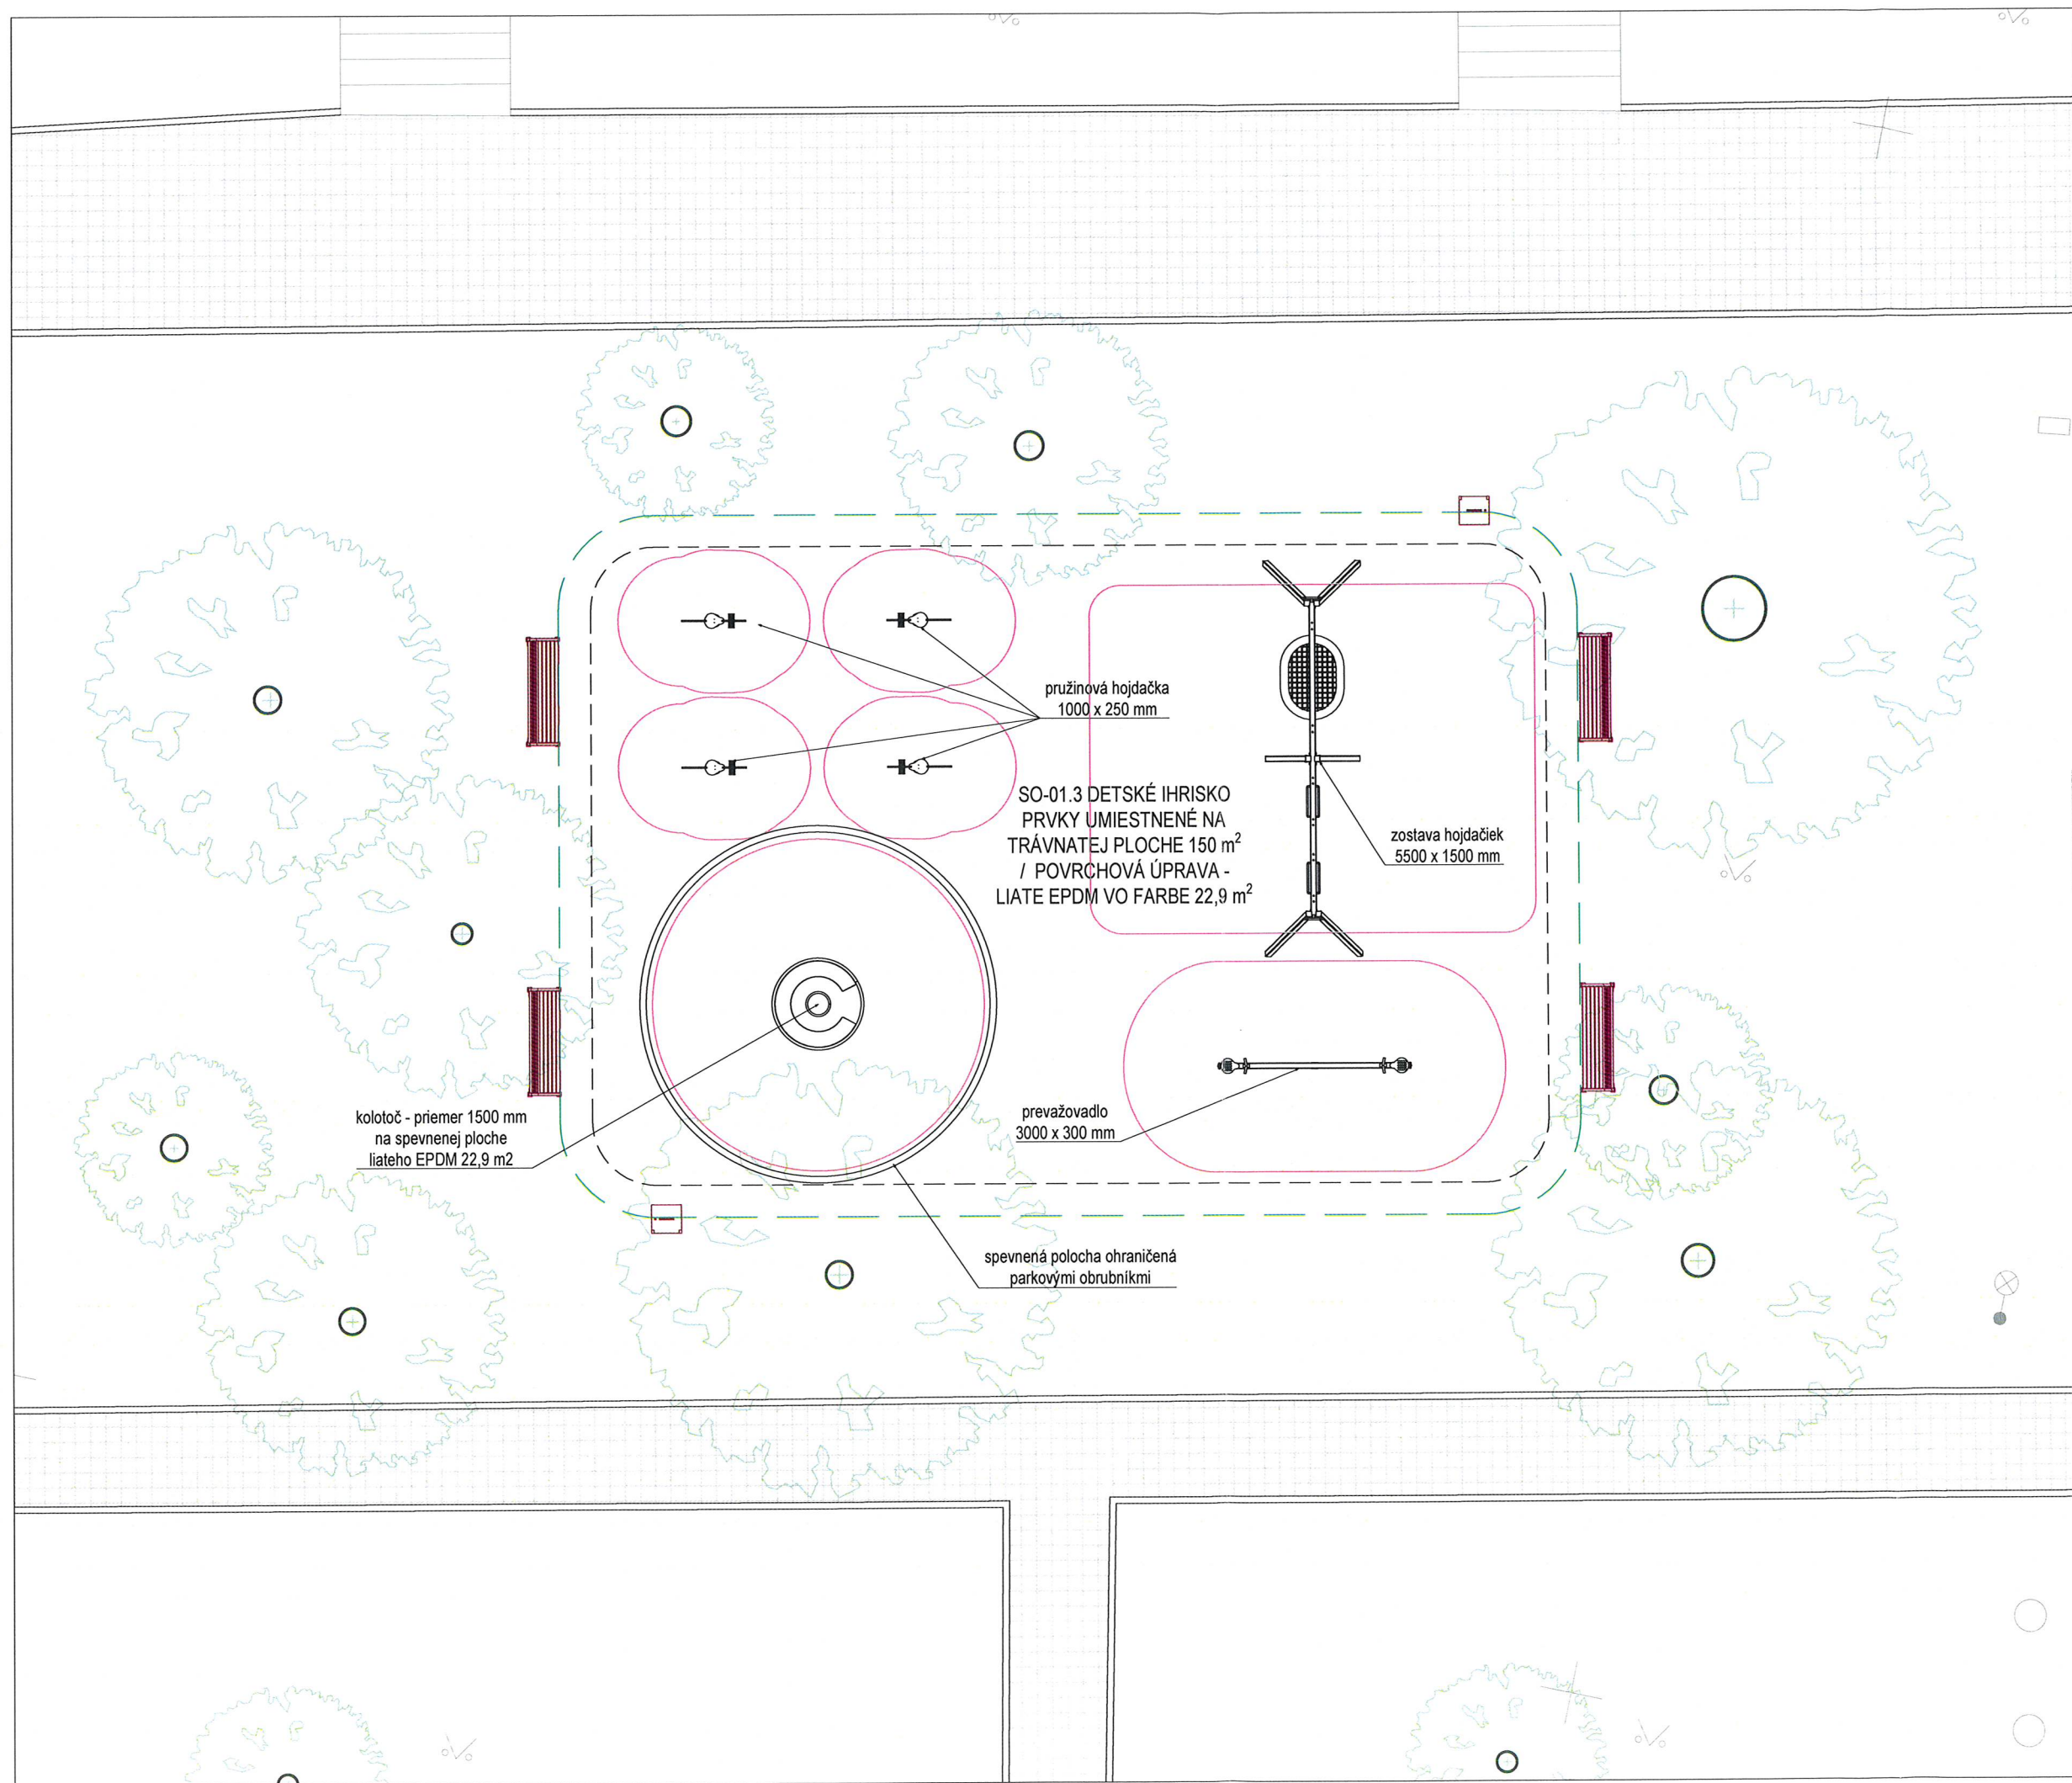 pružinová hojdačka
1000 x 250 mm
SO-01.3 DETSKÉ IHRISKO
PRVKY UMIESTNENÉ NA
TRÁVNATEJ PLOCHE 150 m²
/ POVRCHOVÁ ÚPRAVA -
LIATE EPDM VO FARBE 22,9 m²
zostava hojdačiek
5500 x 1500 mm
kolotoč - priemer 1500 mm
na spevnenej ploche
liateho EPDM 22,9 m2
prevažovadlo
3000 x 300 mm
spevnená polocha ohraničená
parkovými obrubníkmi